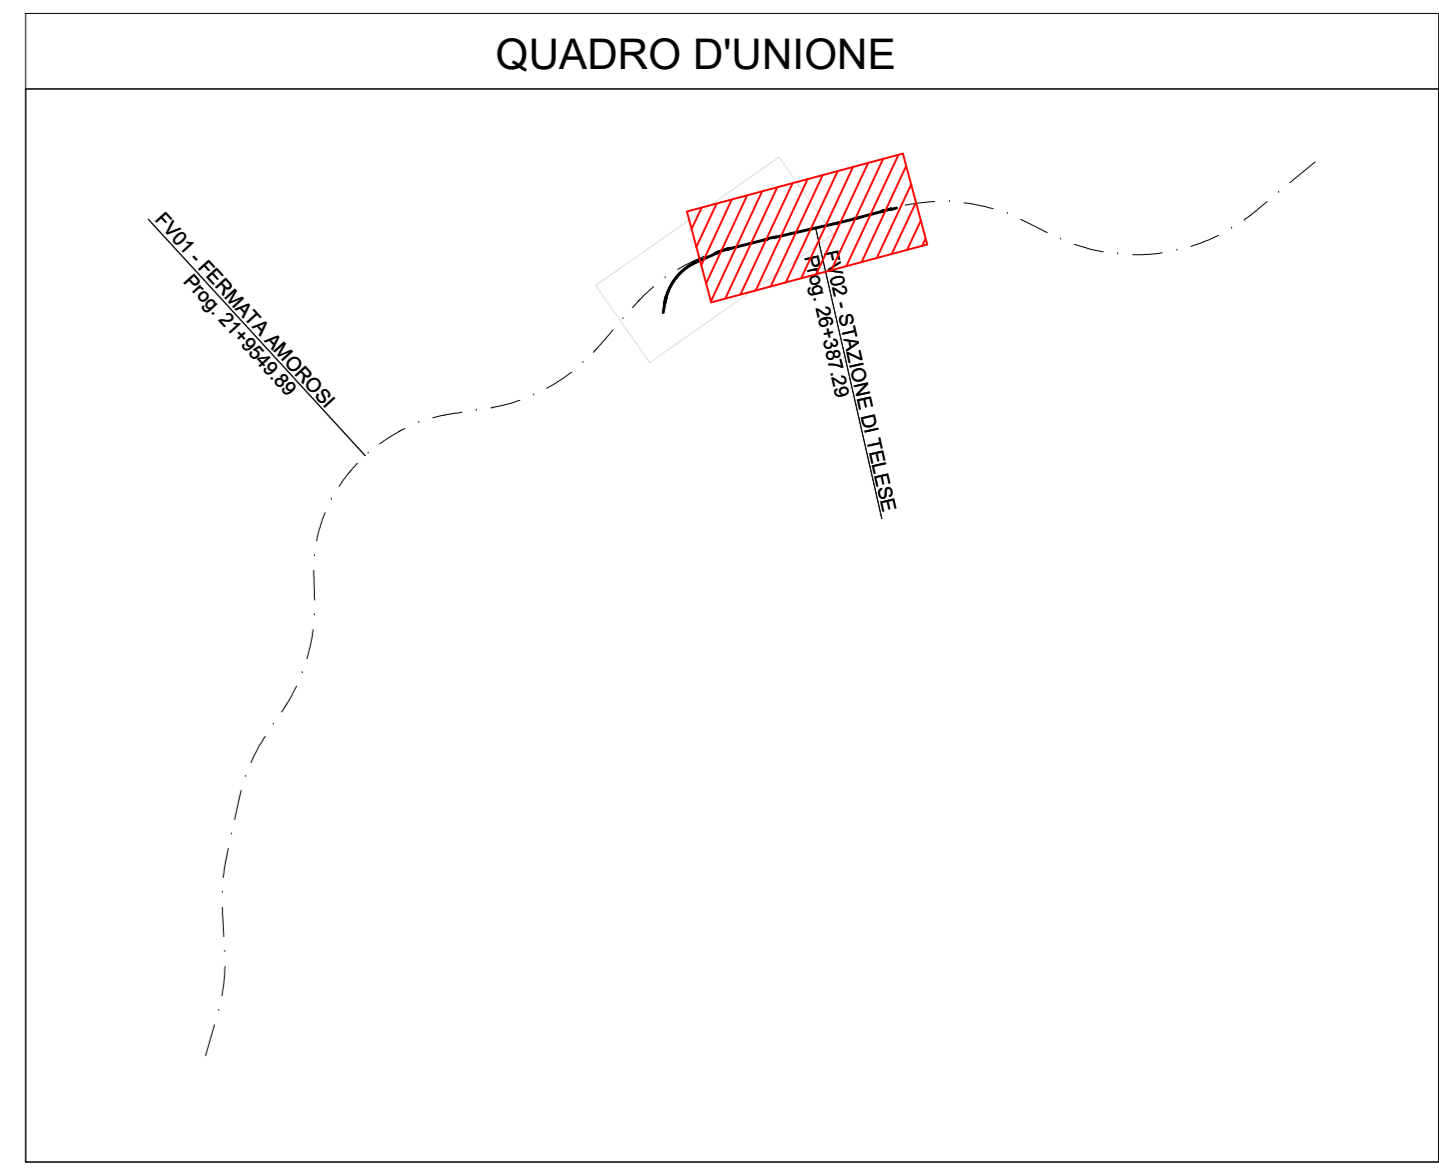 QUADRO D'UNIONE
FV01 - FERMATA AMOROSI
Prog. 21+9549.89
FV02 - STAZIONE DI TELESE
Prog. 26+387.29